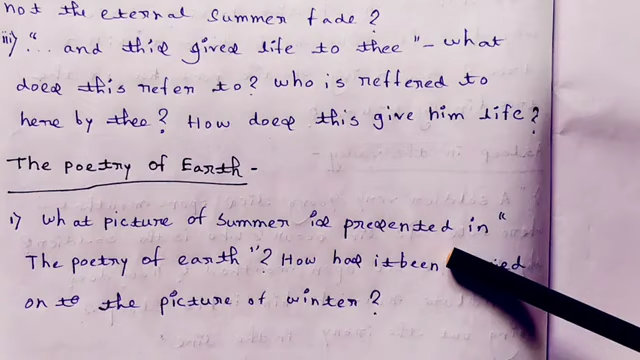 not the eternal summer fade ?
iii) "... and this gives life to thee" - what
does this refer to? who is reffered to
here by thee? How does this give him life?
The poetry of Earth -
i) what picture of summer is presented in "
The poetry of earth"? How has it been
on to the picture of winter?